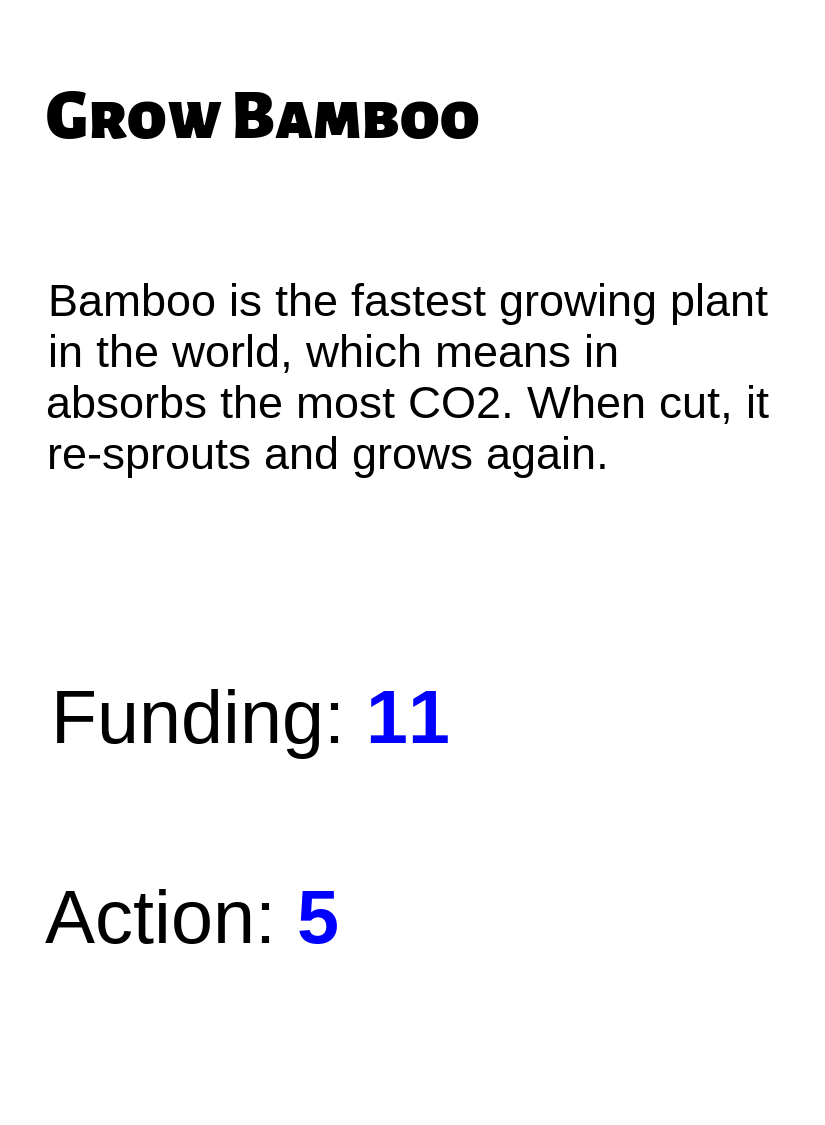 Grow Bamboo
Bamboo is the fastest growing plant
in the world, which means in
absorbs the most CO2. When cut, it
re-sprouts and grows again.
Funding: 11
Action: 5